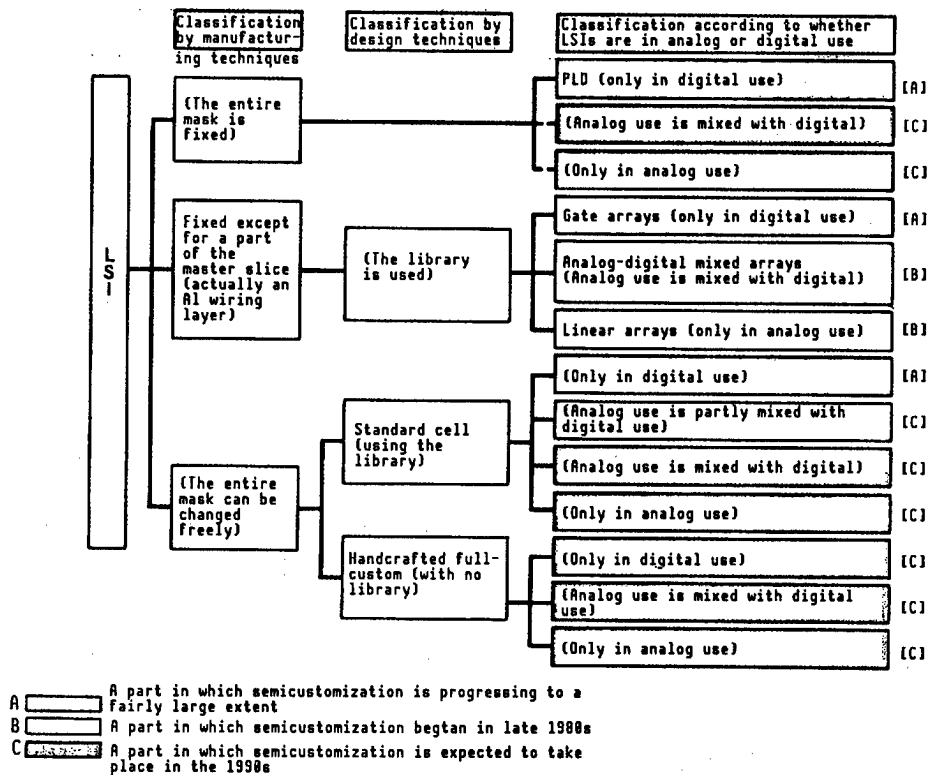 Classification
by manufactur-
ing techniques
Classification by
design techniques
Classification according to whether
LSIs are in analog or digital use
LSI
(The entire
mask is
fixed)
PLD (only in digital use)
[A]
(Analog use is mixed with digital)
[C]
(Only in analog use)
[C]
Fixed except
for a part
of the
master slice
(actually an
Al wiring
layer)
(The library
is used)
Gate arrays (only in digital use)
[A]
Analog-digital mixed arrays
(Analog use is mixed with digital)
[B]
Linear arrays (only in analog use)
[B]
(The entire
mask can be
changed
freely)
Standard cell
(using the
library)
(Only in digital use)
[A]
(Analog use is partly mixed with
digital use)
[C]
(Analog use is mixed with digital)
[C]
(Only in analog use)
[C]
Handcrafted full-
custom (with no
library)
(Only in digital use)
[C]
(Analog use is mixed with digital
use)
[C]
(Only in analog use)
[C]
A
A part in which semicustomization is progressing to a
fairly large extent
B
A part in which semicustomization begtan in late 1980s
C
A part in which semicustomization is expected to take
place in the 1990s